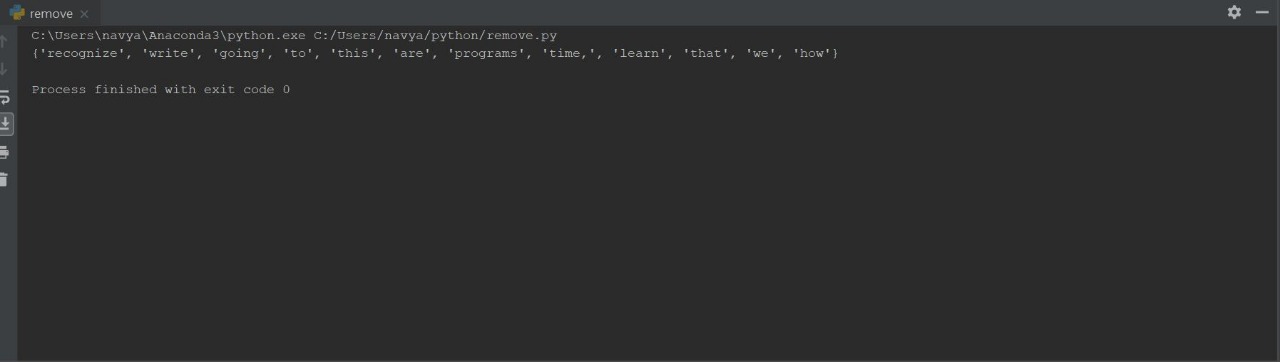 remove
C:\Users\navya\Anaconda3\python.exe C:/Users/navya/python/remove.py
{'recognize', 'write', 'going', 'to', 'this', 'are', 'programs', 'time,', 'learn', 'that', 'we', 'how'}
Process finished with exit code 0